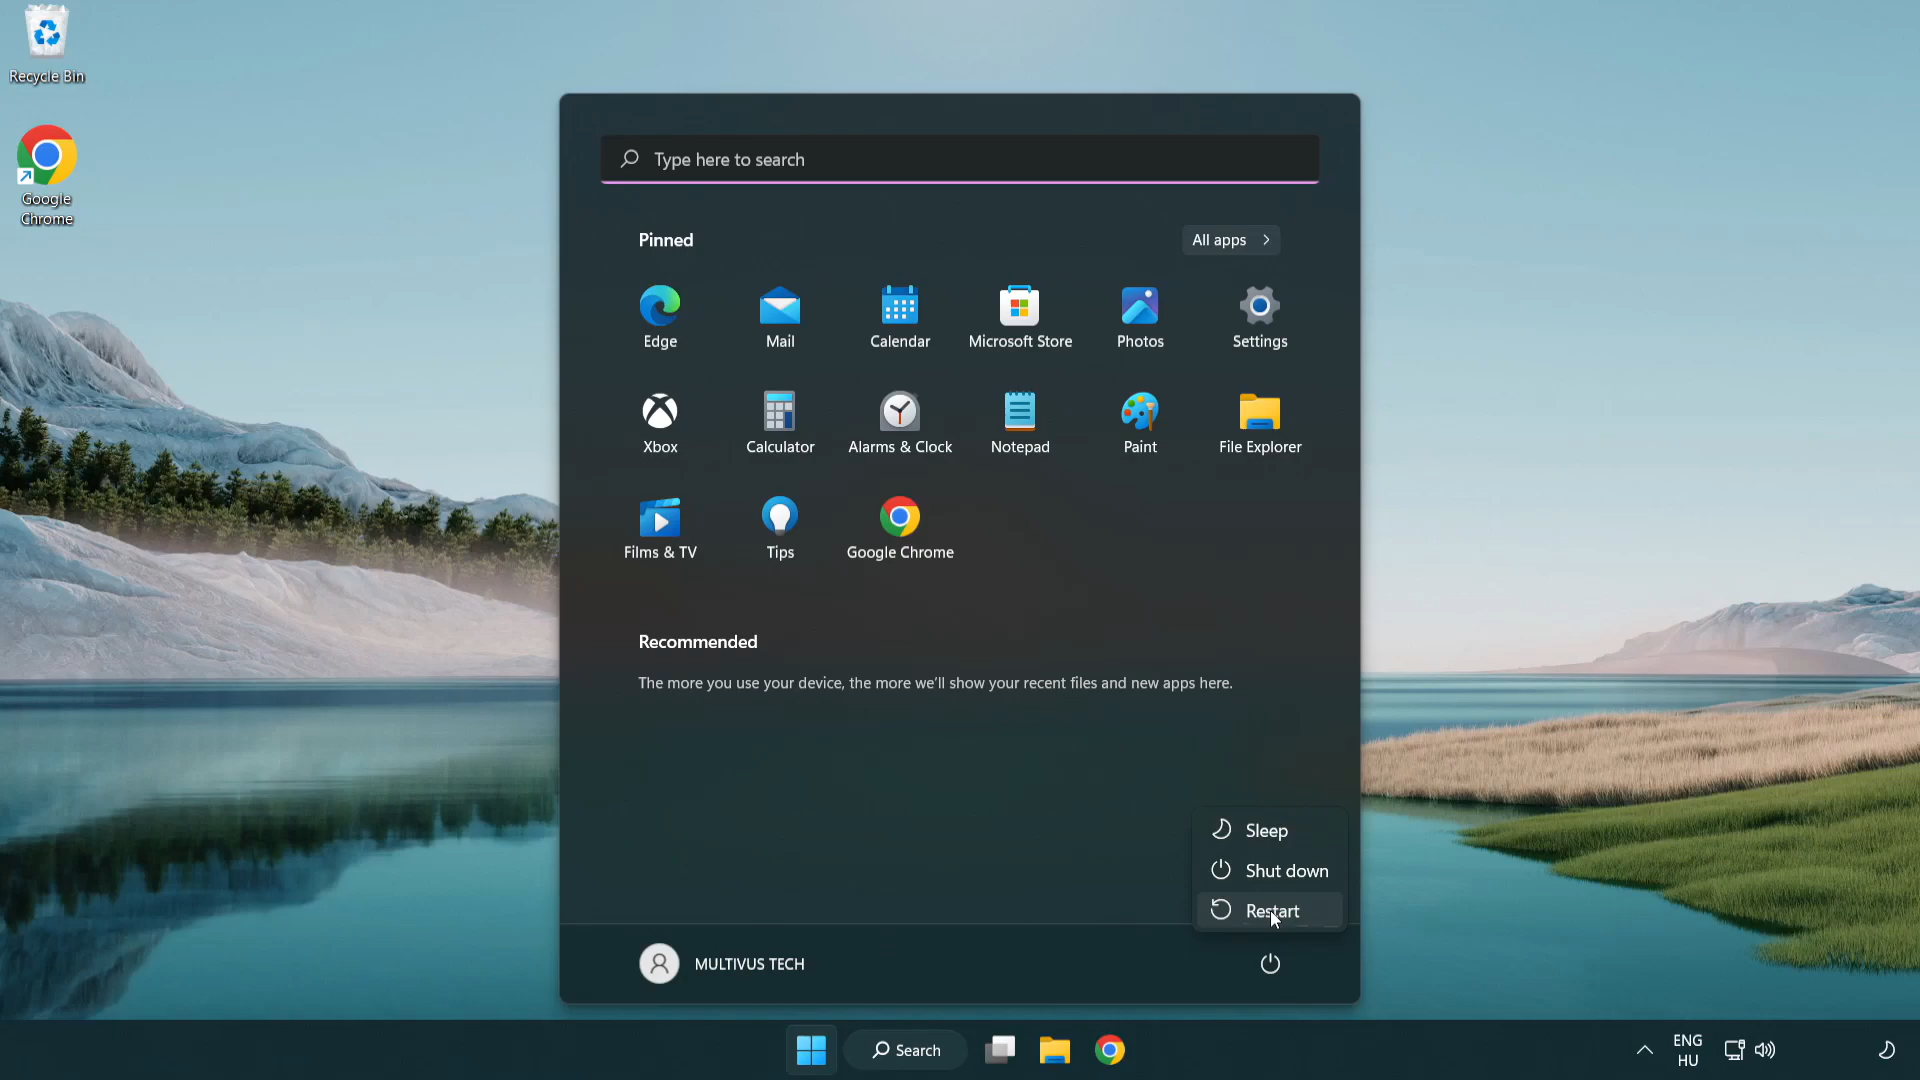 Recycle Bin
Google
Chrome
Type here to search
Pinned
All apps
Edge
Mail
Calendar
Microsoft Store
Photos
Settings
Xbox
Calculator
Alarms & Clock
Notepad
Paint
File Explorer
Films & TV
Tips
Google Chrome
Recommended
The more you use your device, the more we'll show your recent files and new apps here.
Sleep
Shut down
Restart
MULTIVUS TECH
Search
ENG
HU